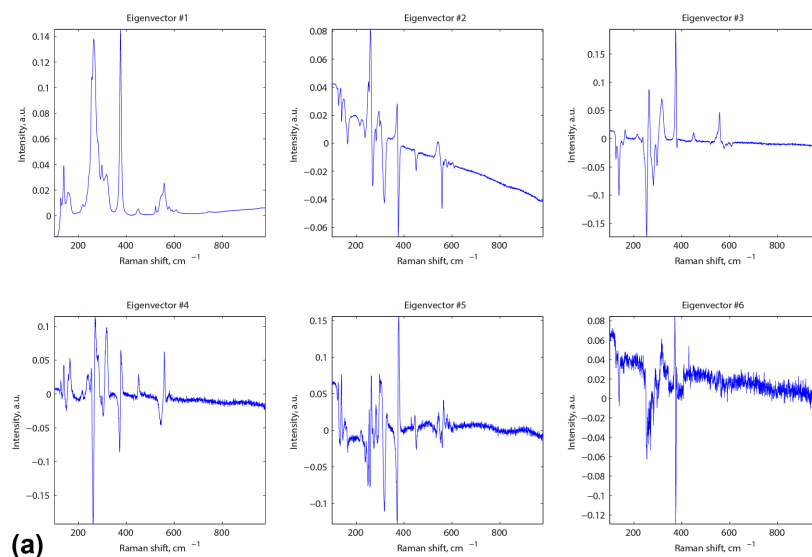 Eigenvector #1
Eigenvector #2
Eigenvector #3
Intensity, a.u.
0.14
0.12
0.1
0.08
0.06
0.04
0.02
0
200 400 600 800
Raman shift, cm −1
Intensity, a.u.
0.08
0.06
0.04
0.02
0
−0.02
−0.04
−0.06
200 400 600 800
Raman shift, cm −1
Intensity, a.u.
0.15
0.1
0.05
0
−0.05
−0.1
−0.15
200 400 600 800
Raman shift, cm −1
Eigenvector #4
Eigenvector #5
Eigenvector #6
Intensity, a.u.
0.1
0.05
0
−0.05
−0.1
−0.15
200 400 600 800
Raman shift, cm −1
Intensity, a.u.
0.15
0.1
0.05
0
−0.05
−0.1
200 400 600 800
Raman shift, cm −1
Intensity, a.u.
0.08
0.06
0.04
0.02
0
−0.02
−0.04
−0.06
−0.08
−0.1
−0.12
200 400 600 800
Raman shift, cm −1
(a)